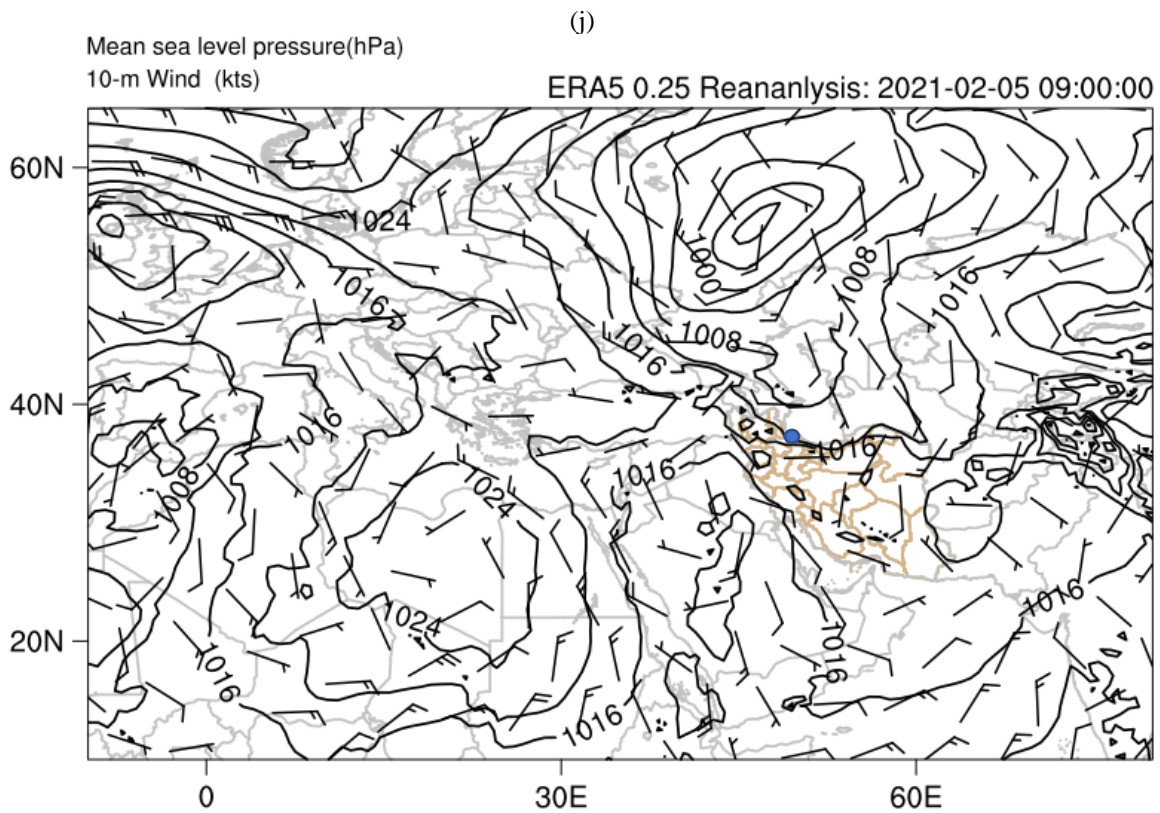 (j)
Mean sea level pressure(hPa)
10-m Wind (kts)
ERA5 0.25 Reananlysis: 2021-02-05 09:00:00
60N
1024
1000
1008
1016
1016
1016
1008
40N
1016
1016
1016
1024
1008
1024
1016
20N
1016
1016
1016
0
30E
60E